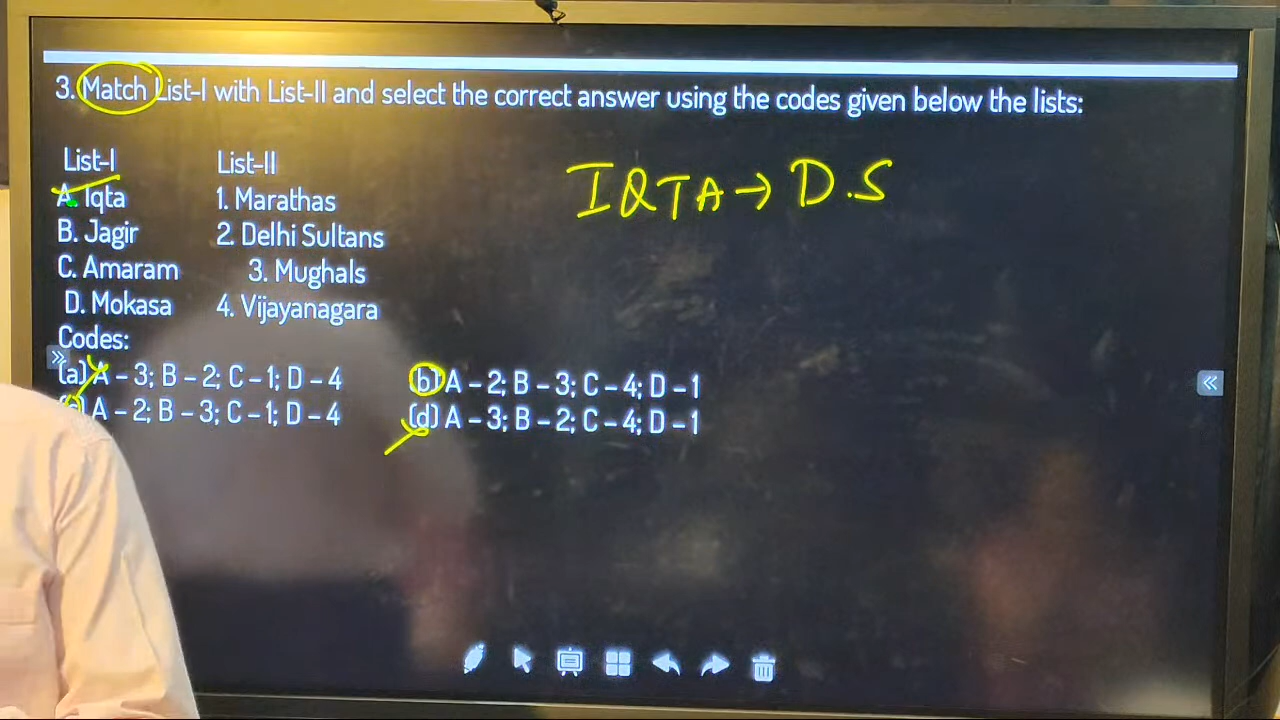 3. Match List-I with List-II and select the correct answer using the codes given below the lists:
List-I List-II
A. Iqta 1. Marathas
B. Jagir 2. Delhi Sultans
C. Amaram 3. Mughals
D. Mokasa 4. Vijayanagara
IQTA → D.S
Codes:
(a) A – 3; B – 2; C – 1; D – 4 (b) A – 2; B – 3; C – 4; D – 1
(c) A – 2; B – 3; C – 1; D – 4 (d) A – 3; B – 2; C – 4; D – 1